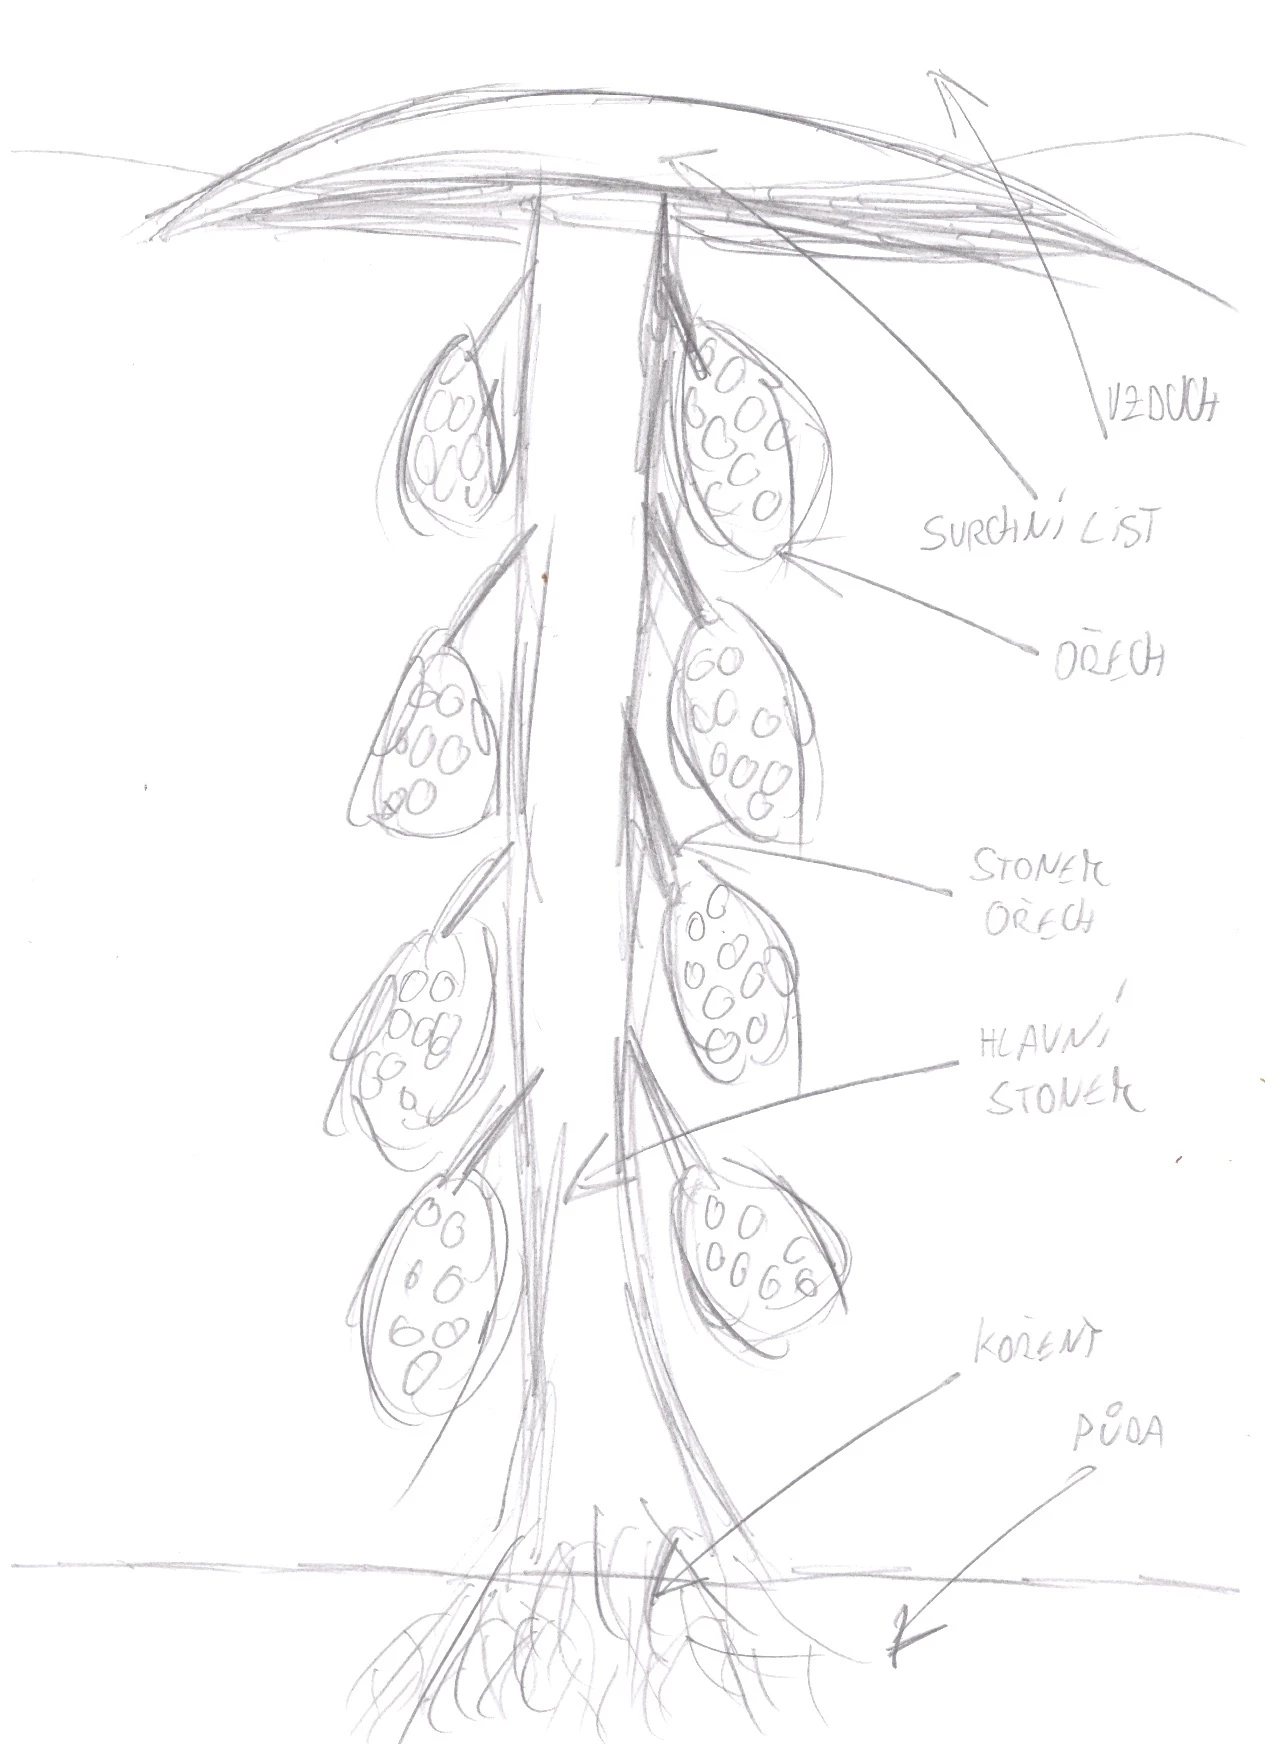 VZDUCH
SVRCHNÍ LIST
OŘECH
STONEK
OŘECH
HLAVNÍ
STONEK
KOŘENY
PŮDA